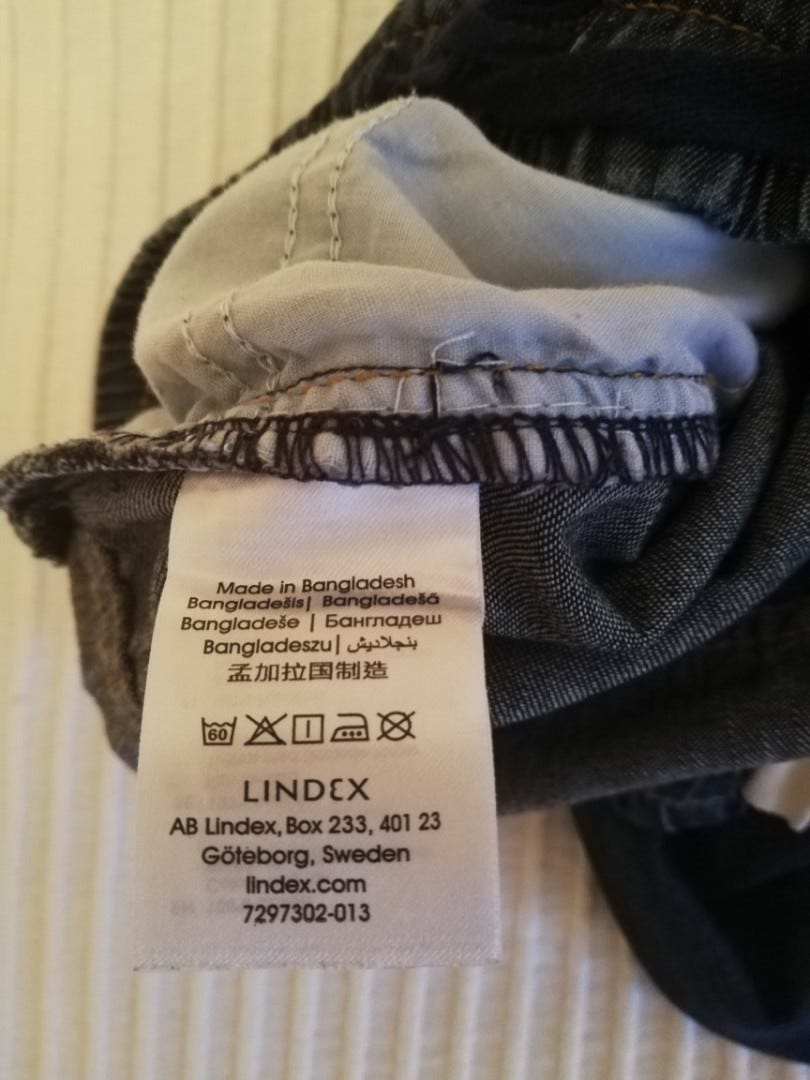 Made in Bangladesh
Bangladešis| Bangladešā
Bangladeše | Бангладеш
Bangladeszu| بنجلاديش
孟加拉国制造
60
LINDEX
AB Lindex, Box 233, 401 23
Göteborg, Sweden
lindex.com
7297302-013